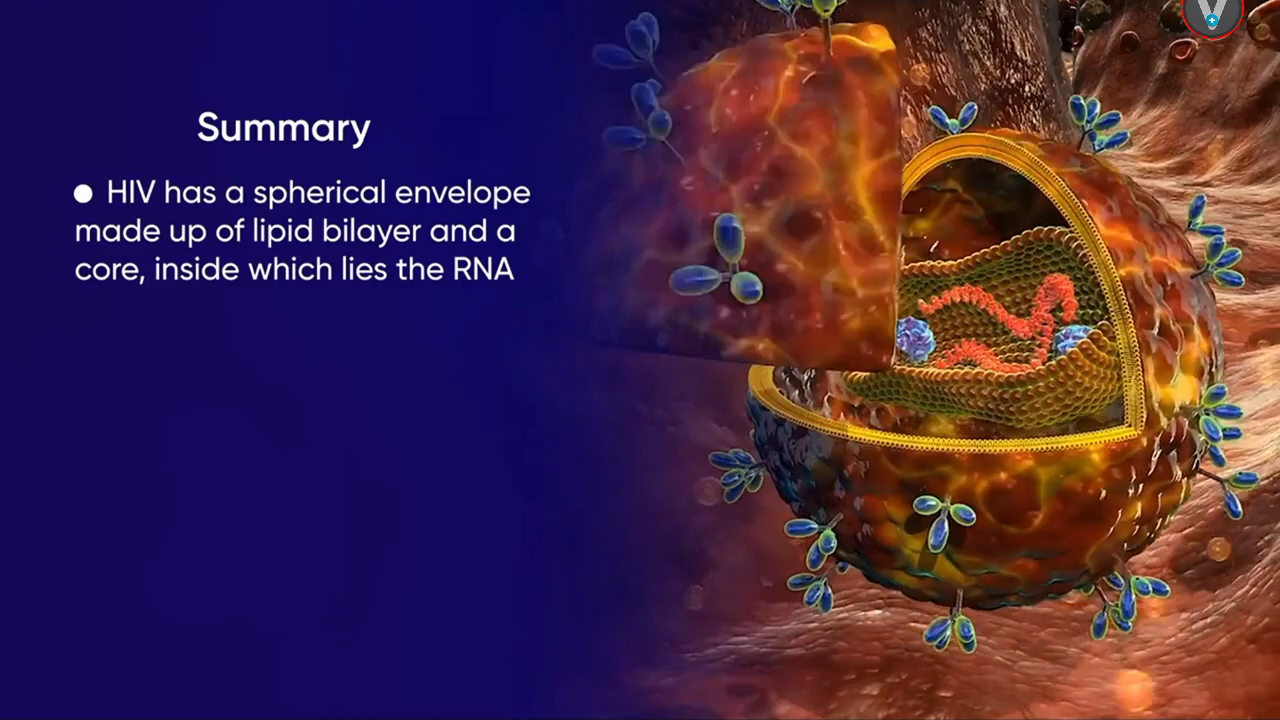 Summary
● HIV has a spherical envelope
made up of lipid bilayer and a
core, inside which lies the RNA
V